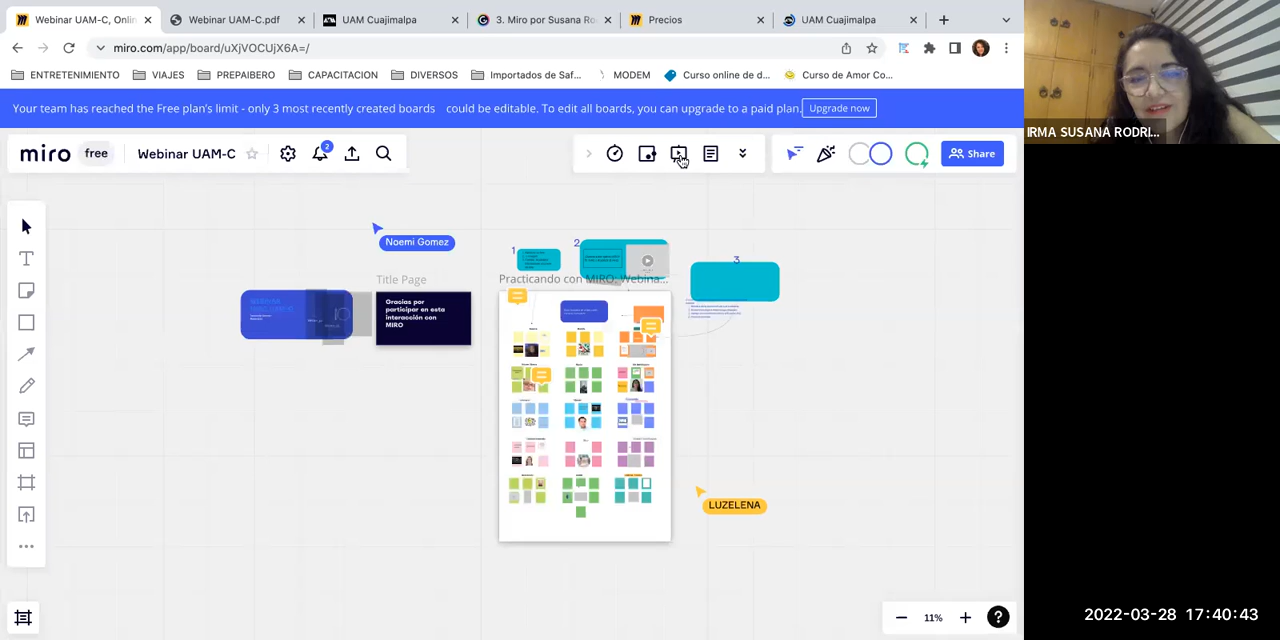 Webinar UAM-C, Onlin
Webinar UAM-C.pdf
UAM Cuajimalpa
3. Miro por Susana Ro
Precios
UAM Cuajimalpa
miro.com/app/board/uXjVOCUjX6A=/
ENTRETENIMIENTO
VIAJES
PREPAIBERO
CAPACITACION
DIVERSOS
Importados de Saf...
MODEM
Curso online de d...
Curso de Amor Co...
Your team has reached the Free plan's limit - only 3 most recently created boards could be editable. To edit all boards, you can upgrade to a paid plan.
Upgrade now
miro
free
Webinar UAM-C
2
Share
IRMA SUSANA RODRI...
Noemi Gomez
1
2
3
Title Page
Practicando con MIRO: Webina...
Gracias por
participar en esta
interacción con
MIRO
LUZELENA
11%
?
2022-03-28 17:40:43